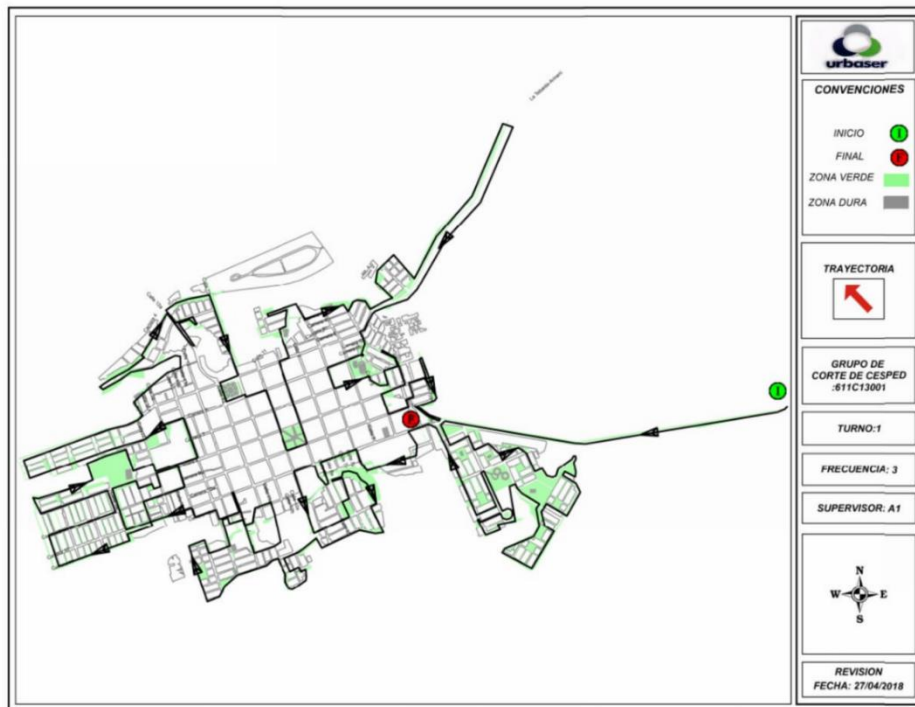 urbaser
CONVENCIONES
INICIO I
FINAL F
ZONA VERDE
ZONA DURA
TRAYECTORIA
GRUPO DE
CORTE DE CESPED
:611C13001
TURNO:1
FRECUENCIA: 3
SUPERVISOR: A1
N
W E
S
REVISION
FECHA: 27/04/2018
I
F